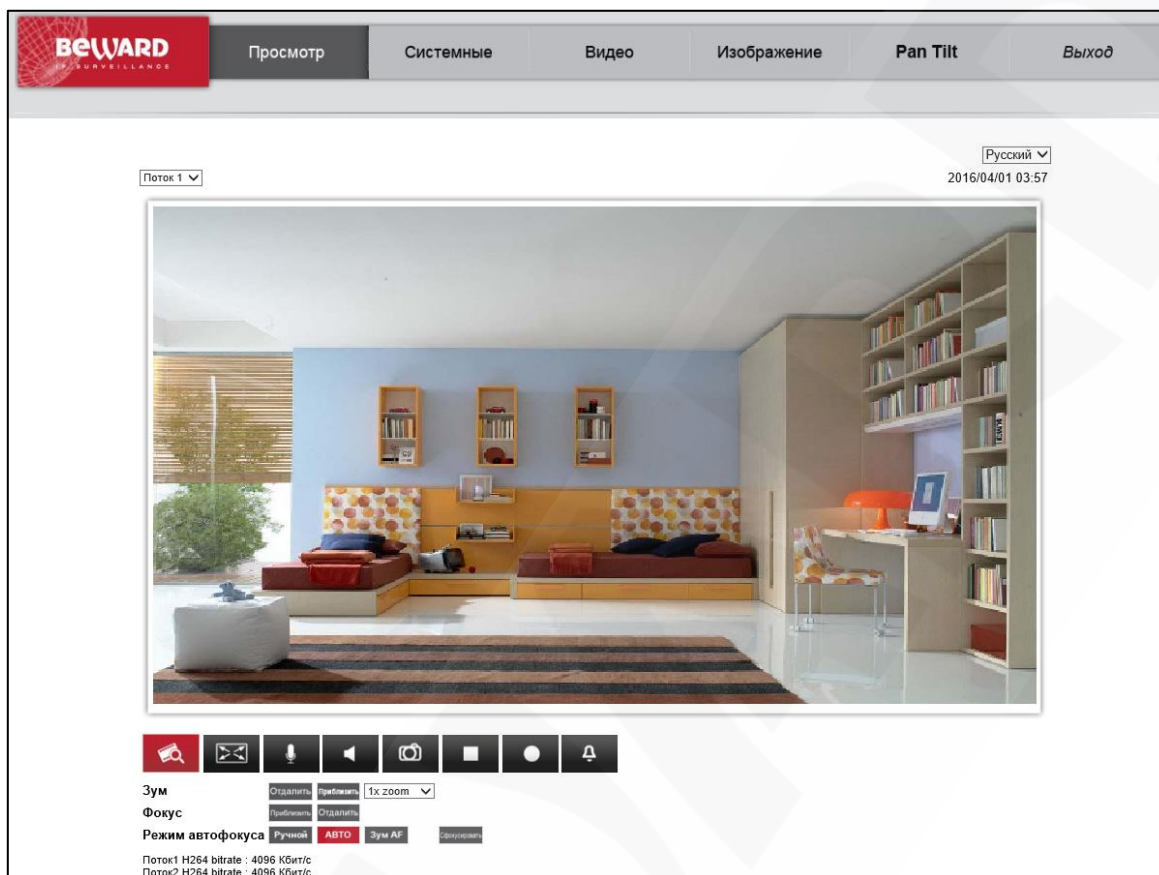 BEWARD
IP SURVEILLANCE
Просмотр Системные Видео Изображение Pan Tilt Выход
Русский
Поток 1 2016/04/01 03:57
Зум Отдалить Приблизить 1x zoom
Фокус Приблизить Отдалить
Режим автофокуса Ручной АВТО Зум AF Сфокусировать
Поток1 H264 bitrate : 4096 Кбит/с
Поток2 H264 bitrate : 4096 Кбит/с